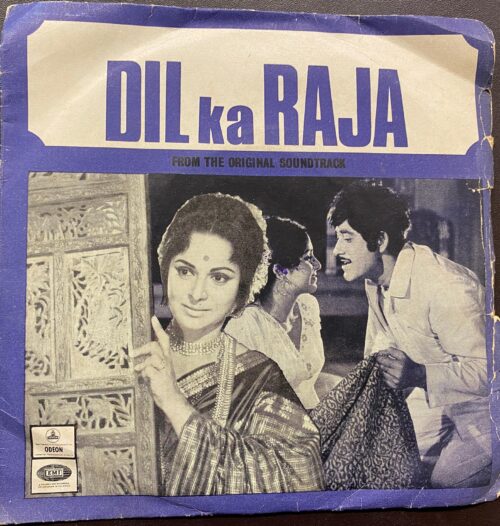 DIL ka RAJA
FROM THE ORIGINAL SOUNDTRACK
ODEON
EMI